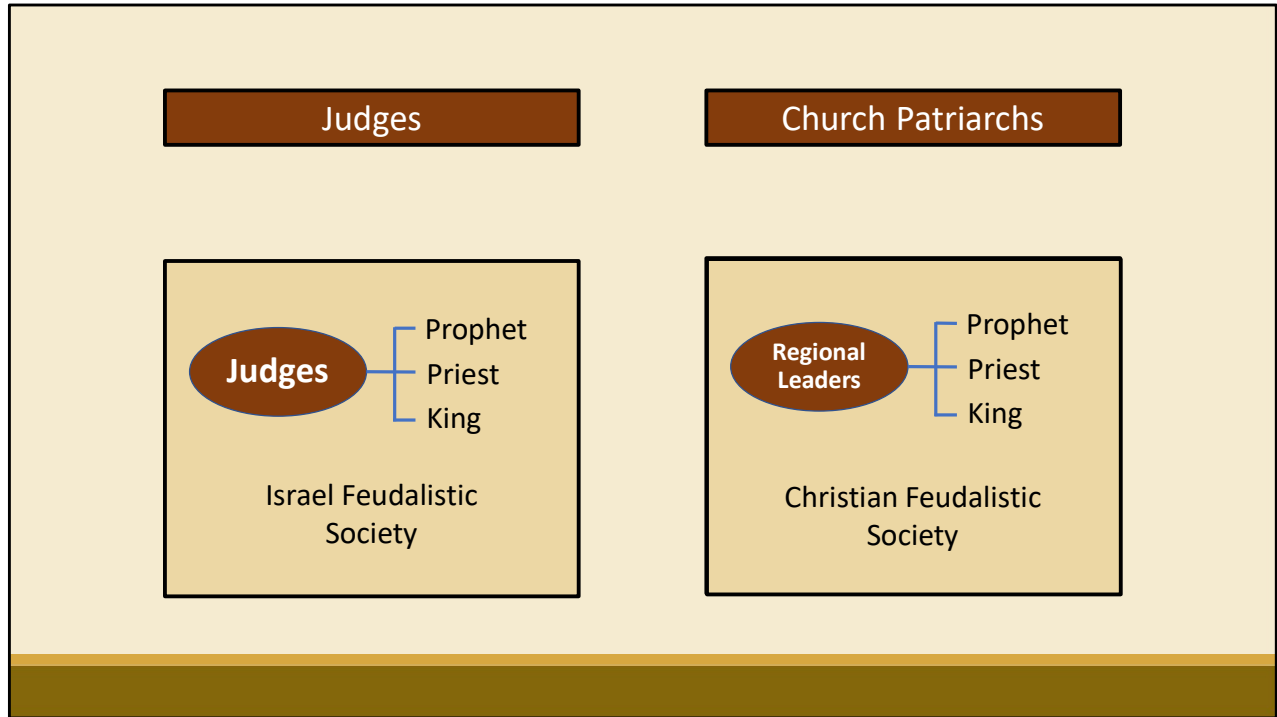 Judges
Church Patriarchs
Judges
Prophet
Priest
King
Israel Feudalistic
Society
Regional
Leaders
Prophet
Priest
King
Christian Feudalistic
Society